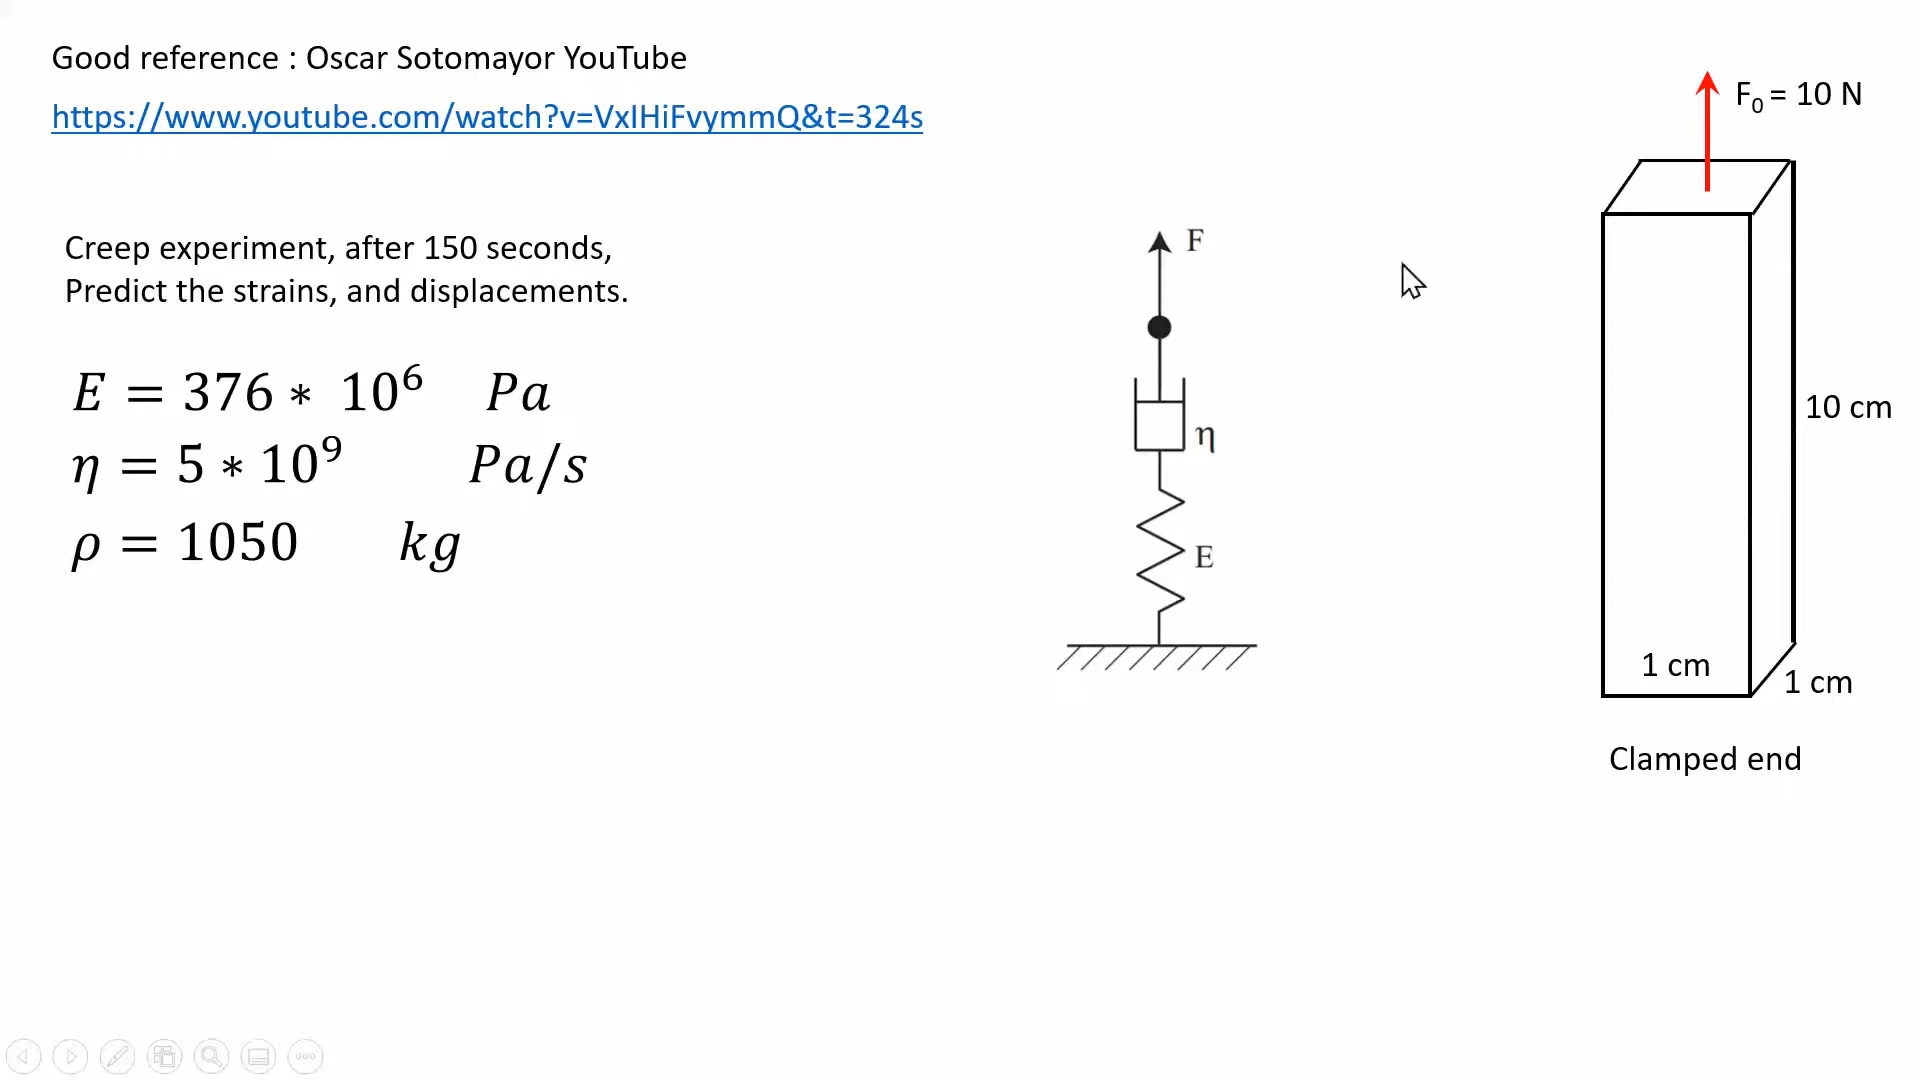 Good reference : Oscar Sotomayor YouTube
https://www.youtube.com/watch?v=VxIHiFvymmQ&t=324s
Creep experiment, after 150 seconds,
Predict the strains, and displacements.
E = 376 * 10⁶ Pa
η = 5 * 10⁹ Pa/s
ρ = 1050 kg
F
η
E
F₀ = 10 N
10 cm
1 cm
1 cm
Clamped end